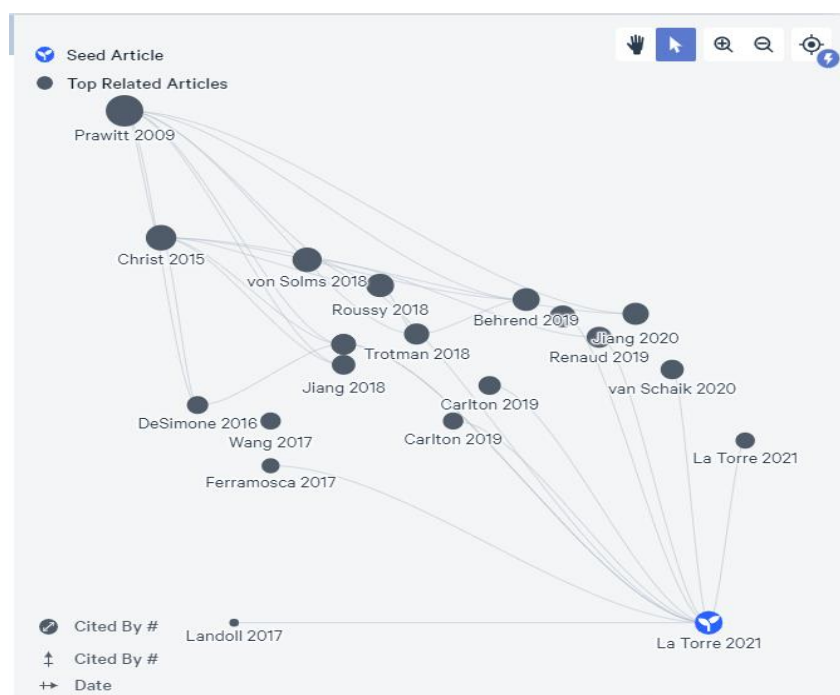 Seed Article
Top Related Articles
Prawitt 2009
Christ 2015
von Solms 2018
Roussy 2018
Behrend 2019
Jiang 2020
Trotman 2018
Renaud 2019
Jiang 2018
van Schaik 2020
Carlton 2019
DeSimone 2016
Carlton 2019
Wang 2017
La Torre 2021
Ferramosca 2017
Cited By #
Landoll 2017
La Torre 2021
Cited By #
Date